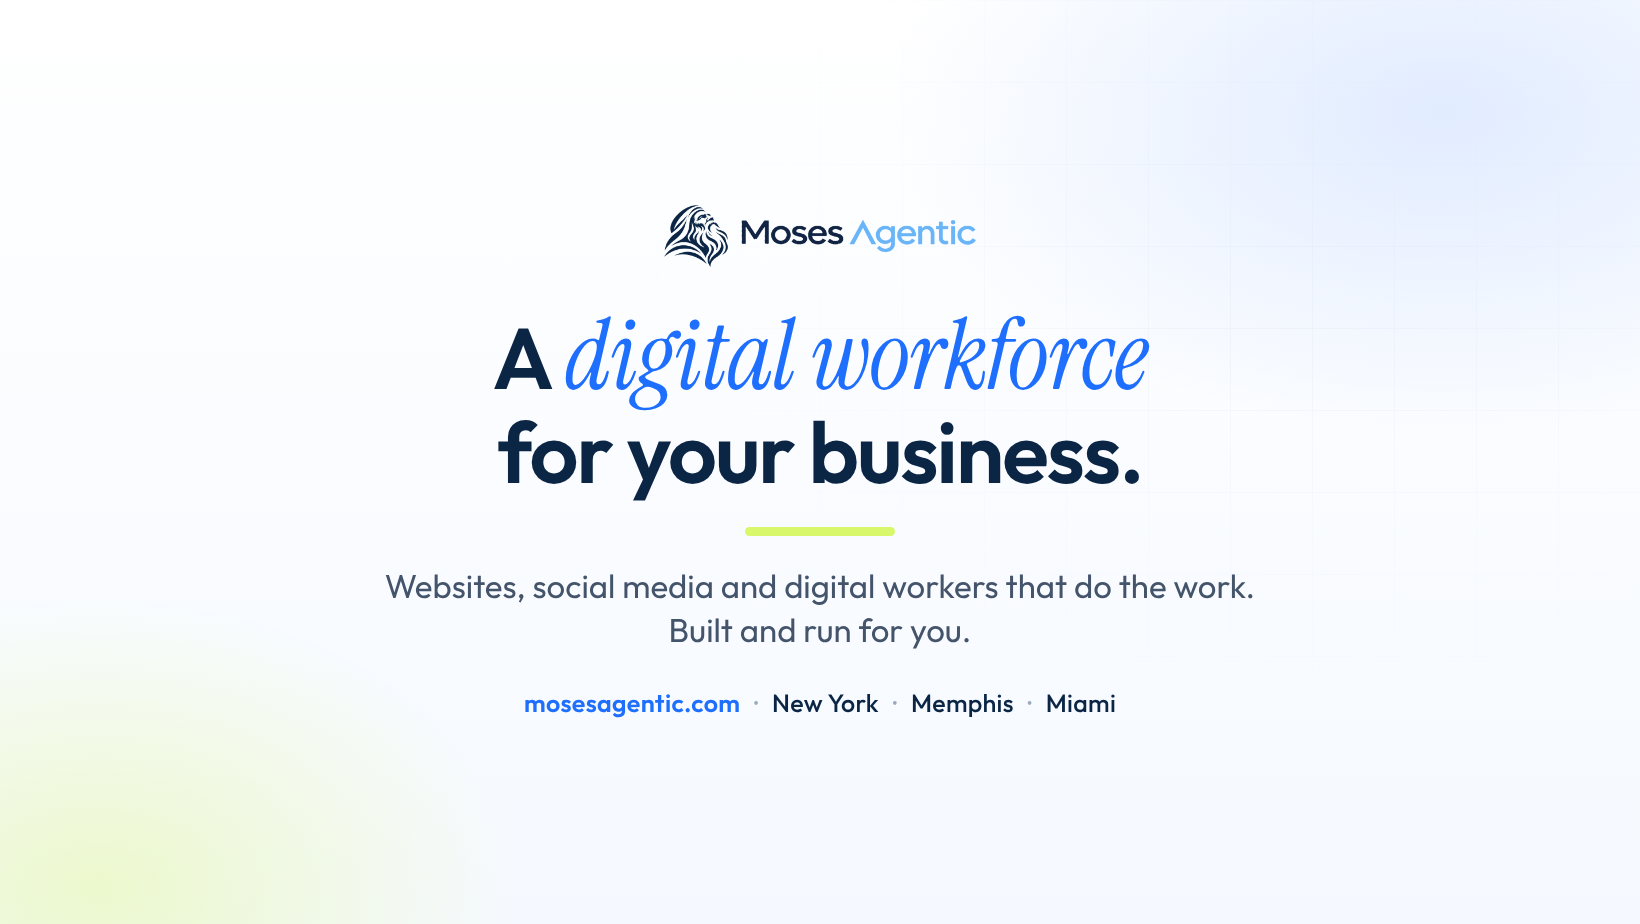 Moses Agentic
A digital workforce
for your business.
Websites, social media and digital workers that do the work.
Built and run for you.
mosesagentic.com · New York · Memphis · Miami